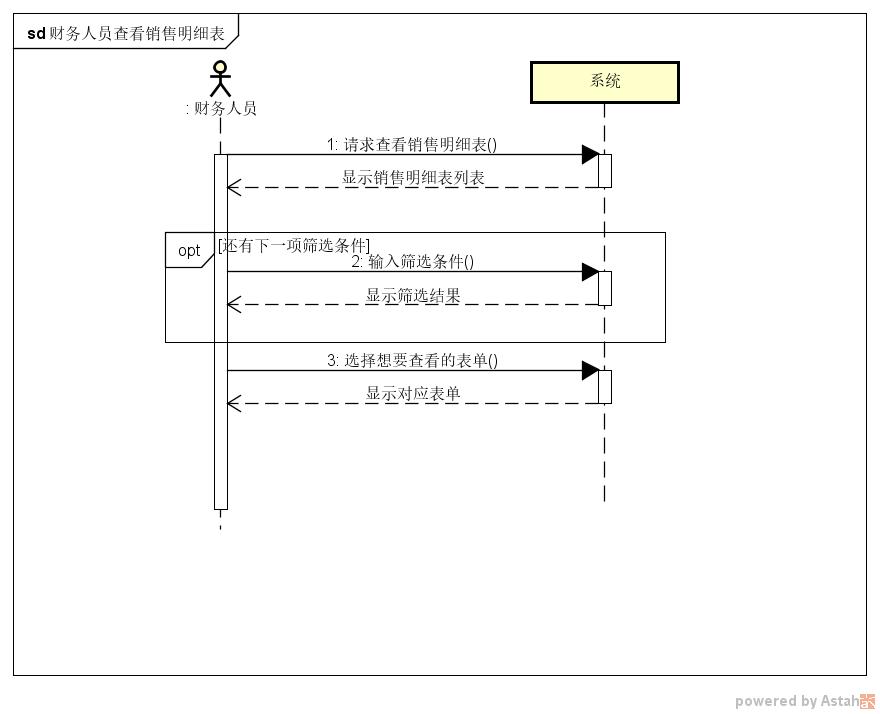 sd 财务人员查看销售明细表
: 财务人员
系统
1: 请求查看销售明细表()
显示销售明细表列表
opt
[还有下一项筛选条件]
2: 输入筛选条件()
显示筛选结果
3: 选择想要查看的表单()
显示对应表单
powered by Astah